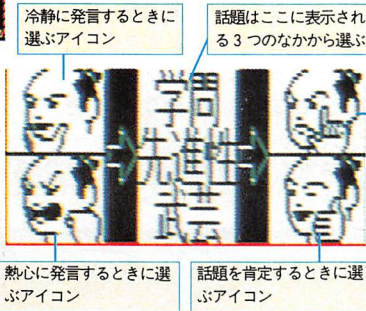 冷静に発言するときに
選ぶアイコン
話題はここに表示され
る3つのなかから選ぶ
学問
先進性
武芸
熱心に発言するときに選
ぶアイコン
話題を肯定するときに選
ぶアイコン